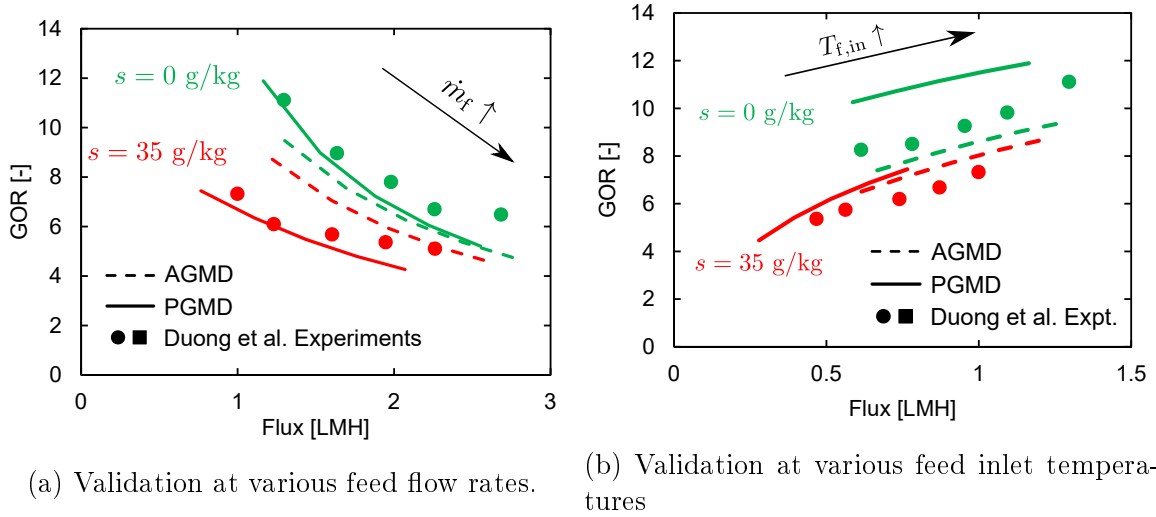 14
12
10
8
6
4
2
0
GOR [-]
s = 0 g/kg
s = 35 g/kg
ṁf ↑
AGMD
PGMD
Duong et al. Experiments
0 1 2 3
Flux [LMH]
(a) Validation at various feed flow rates.
14
12
10
8
6
4
2
0
GOR [-]
Tf,in ↑
s = 0 g/kg
s = 35 g/kg
AGMD
PGMD
Duong et al. Expt.
0 0.5 1 1.5
Flux [LMH]
(b) Validation at various feed inlet tempera-
tures